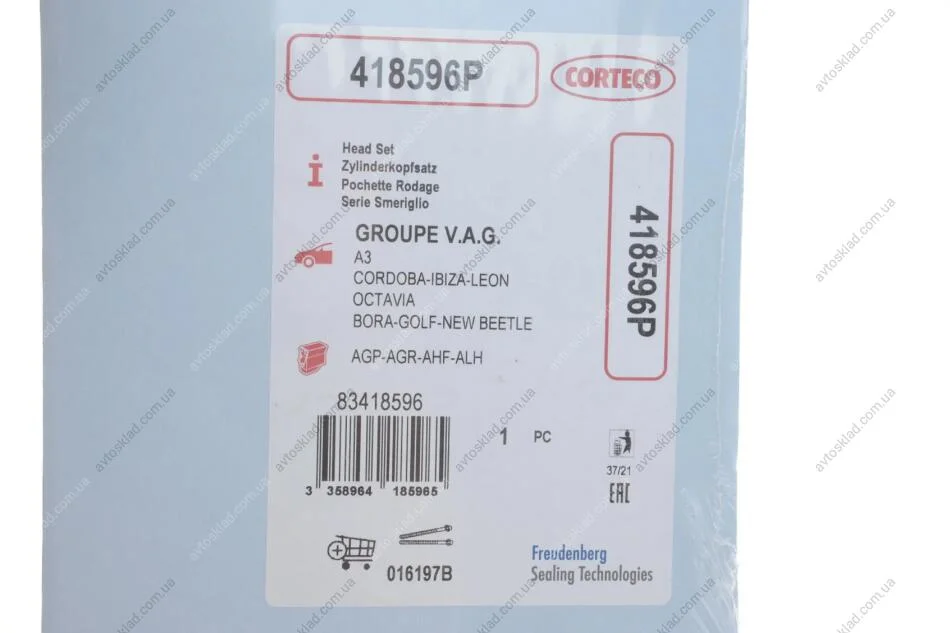 418596P
CORTECO
Head Set
Zylinderkopfsatz
Pochette Rodage
Serie Smeriglio
GROUPE V.A.G.
A3
CORDOBA-IBIZA-LEON
OCTAVIA
BORA-GOLF-NEW BEETLE
418596P
AGP-AGR-AHF-ALH
83418596
1 PC
3 358964 185965
37/21
EAC
016197B
Freudenberg
Sealing Technologies
avtosklad.com.ua